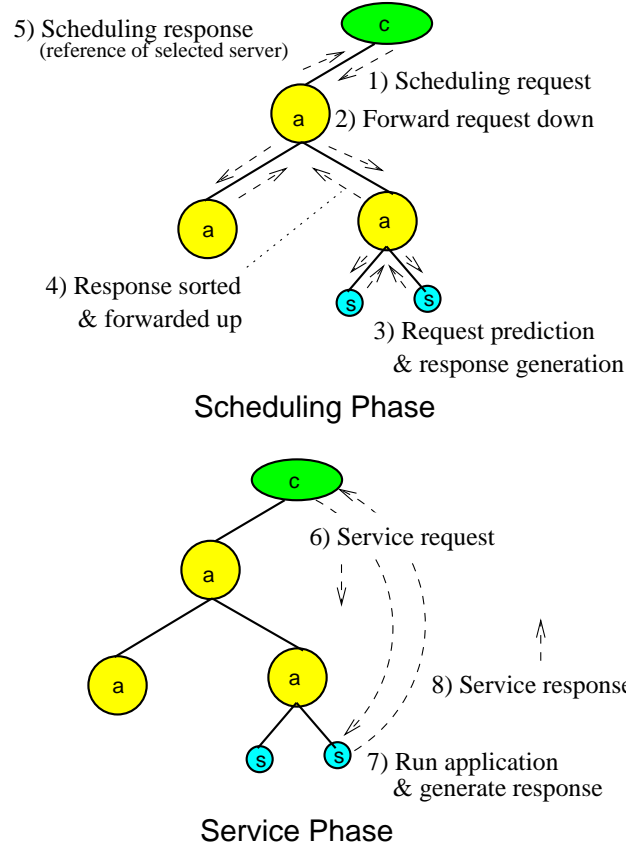 5) Scheduling response
(reference of selected server)
c
1) Scheduling request
a
2) Forward request down
a
a
4) Response sorted
& forwarded up
s
s
3) Request prediction
& response generation
Scheduling Phase
c
6) Service request
a
a
a
8) Service response
s
s
7) Run application
& generate response
Service Phase